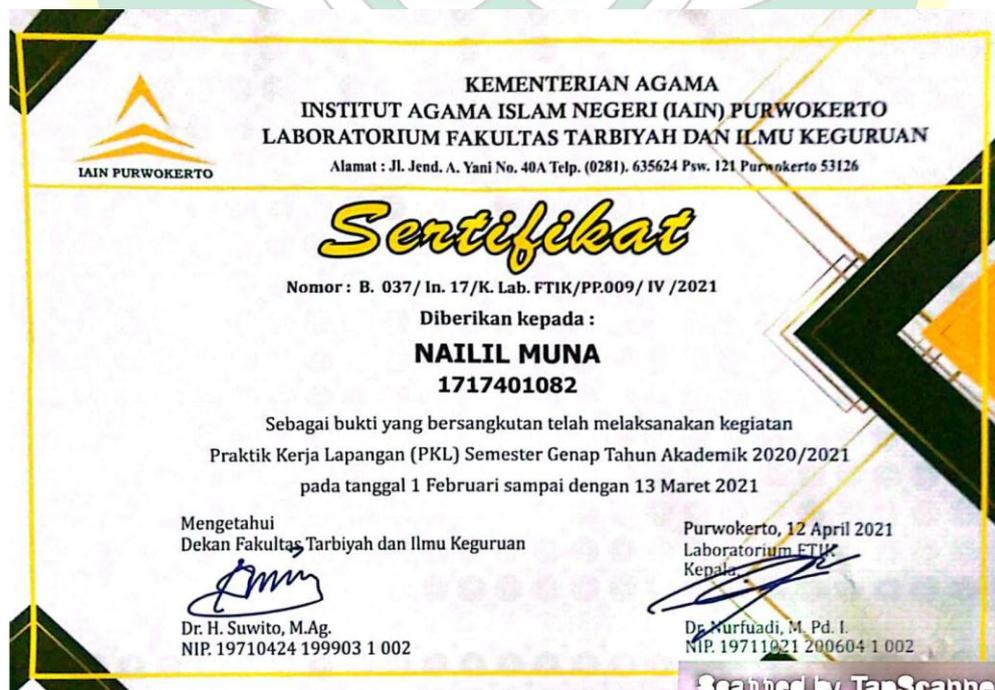 KEMENTERIAN AGAMA
INSTITUT AGAMA ISLAM NEGERI (IAIN) PURWOKERTO
LABORATORIUM FAKULTAS TARBIYAH DAN ILMU KEGURUAN
Alamat : Jl. Jend. A. Yani No. 40A Telp. (0281). 635624 Psw. 121 Purwokerto 53126
IAIN PURWOKERTO
Sertifikat
Nomor : B. 037/ In. 17/K. Lab. FTIK/PP.009/ IV /2021
Diberikan kepada :
NAILIL MUNA
1717401082
Sebagai bukti yang bersangkutan telah melaksanakan kegiatan
Praktik Kerja Lapangan (PKL) Semester Genap Tahun Akademik 2020/2021
pada tanggal 1 Februari sampai dengan 13 Maret 2021
Mengetahui
Dekan Fakultas Tarbiyah dan Ilmu Keguruan
Dr. H. Suwito, M.Ag.
NIP. 19710424 199903 1 002
Purwokerto, 12 April 2021
Laboratorium FTIK
Kepala,
Dr. Nurfuadi, M. Pd. I.
NIP. 19711021 200604 1 002
Scanned by TapScanne